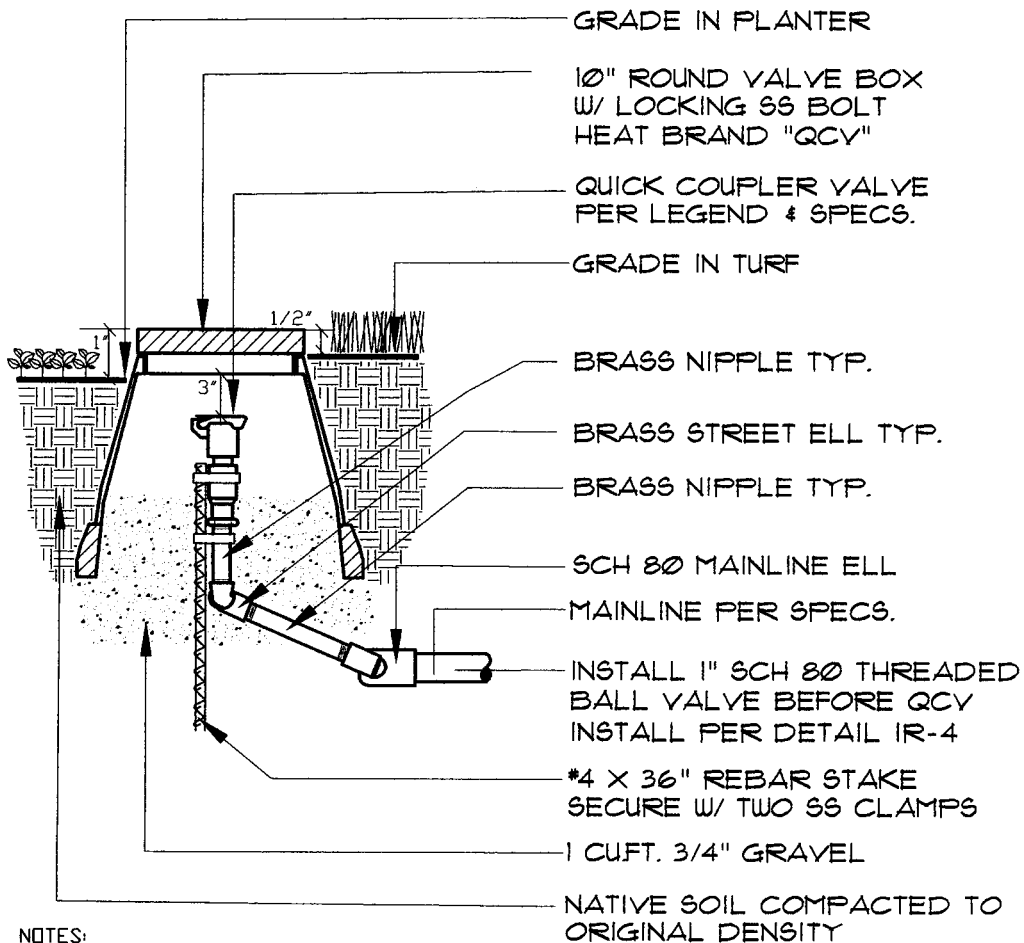 GRADE IN PLANTER
10" ROUND VALVE BOX
W/ LOCKING SS BOLT
HEAT BRAND "QCV"
QUICK COUPLER VALVE
PER LEGEND & SPECS.
GRADE IN TURF
1/2"
1"
3"
BRASS NIPPLE TYP.
BRASS STREET ELL TYP.
BRASS NIPPLE TYP.
SCH 80 MAINLINE ELL
MAINLINE PER SPECS.
INSTALL 1" SCH 80 THREADED
BALL VALVE BEFORE QCV
INSTALL PER DETAIL IR-4
#4 X 36" REBAR STAKE
SECURE W/ TWO SS CLAMPS
1 CU.FT. 3/4" GRAVEL
NATIVE SOIL COMPACTED TO
ORIGINAL DENSITY
NOTES: